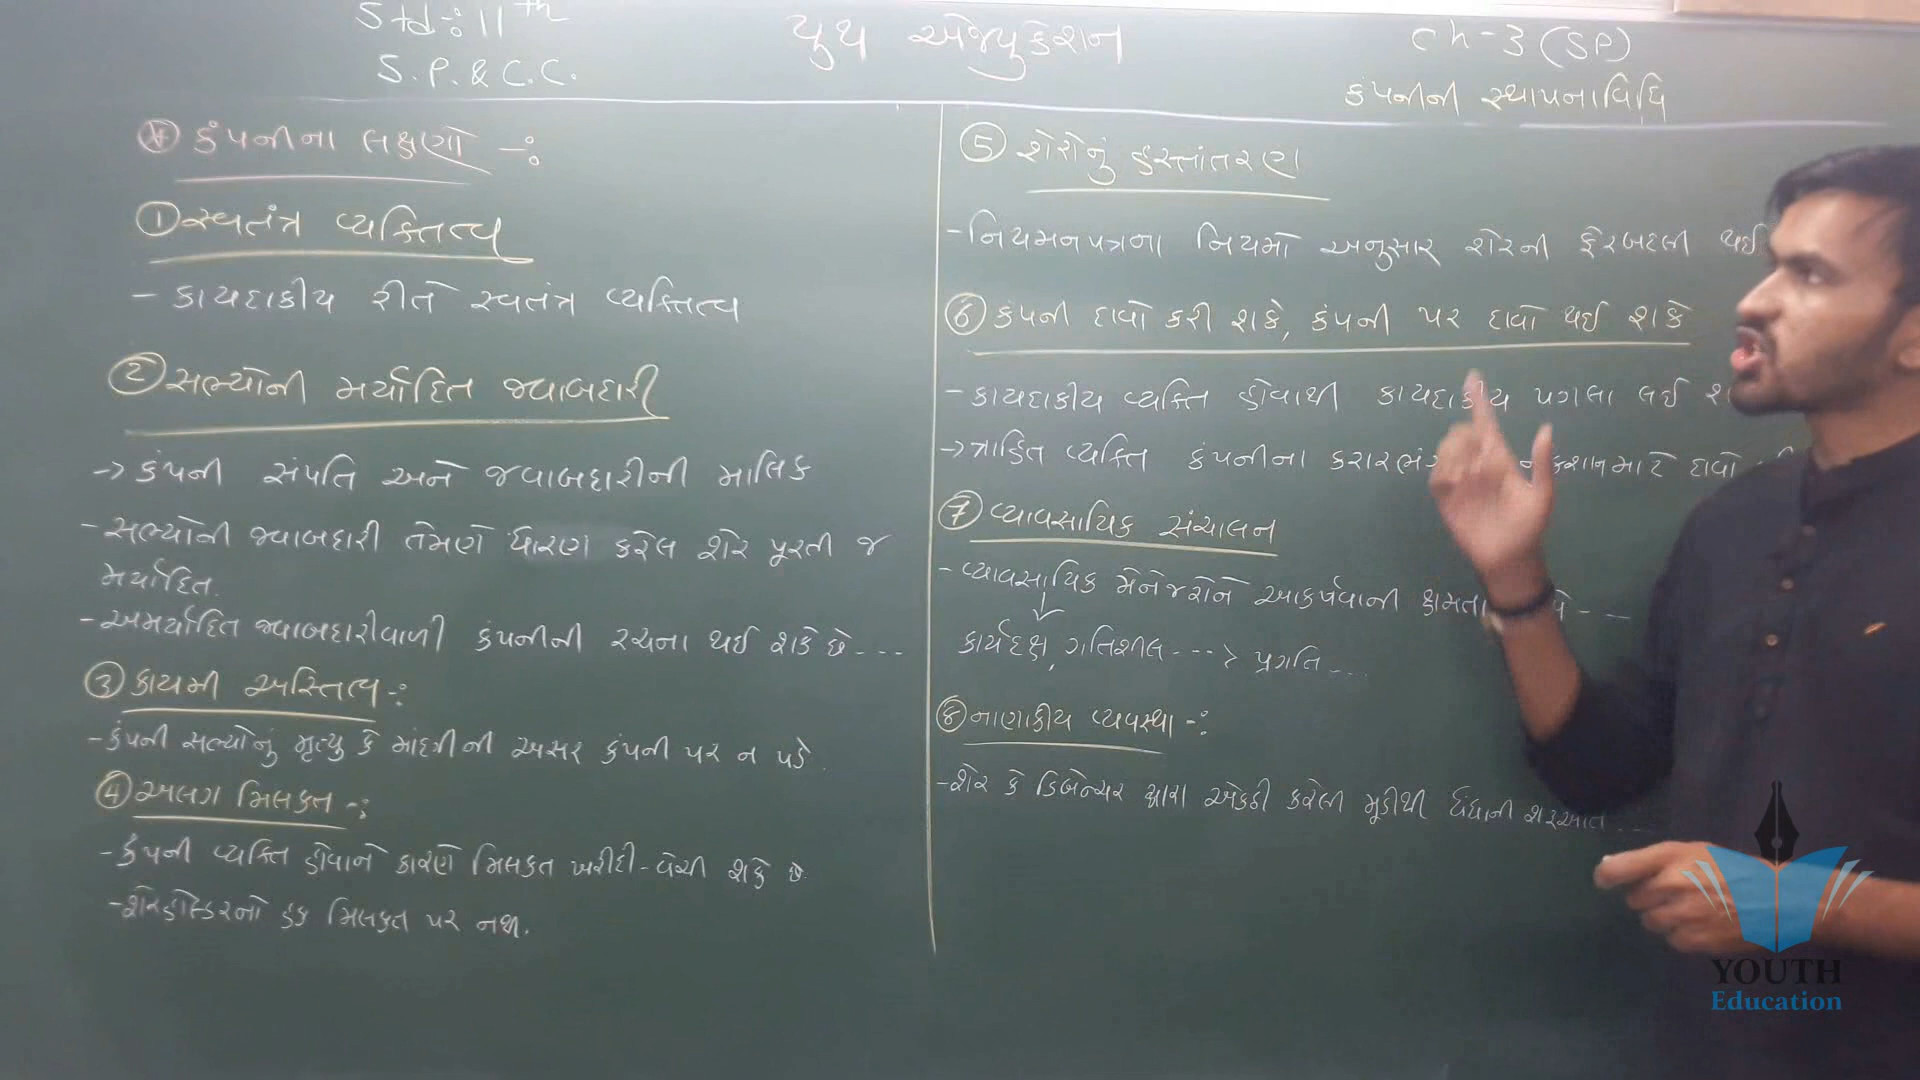 Std-: 11th
S.P. & C.C.
યુથ એજ્યુકેશન
Ch-3 (SP)
કંપનીની સ્થાપનાવિધિ
* કંપનીના લક્ષણો -:
① સ્વતંત્ર વ્યક્તિત્વ
- કાયદાકીય રીતે સ્વતંત્ર વ્યક્તિત્વ
② સભ્યોની મર્યાદિત જવાબદારી
-> કંપની સંપતિ અને જવાબદારીની માલિક
- સભ્યોની જવાબદારી તેમણે ધારણ કરેલ શેર પૂરતી જ
મર્યાદિત.
- અમર્યાદિત જવાબદારીવાળી કંપનીની રચના થઈ શકે છે ---
③ કાયમી અસ્તિત્વ -:
- કંપની સભ્યોનું મૃત્યુ કે માંદગીની અસર કંપની પર ન પડે.
④ અલગ મિલકત -:
- કંપની વ્યક્તિ હોવાને કારણે મિલકત ખરીદી-વેચી શકે છે.
- શેરહોલ્ડરનો હક મિલકત પર નથી.
⑤ શેરોનું હસ્તાંતરણ
- નિયમનપત્રના નિયમો અનુસાર શેરની ફેરબદલી થઈ
⑥ કંપની દાવો કરી શકે, કંપની પર દાવો થઈ શકે
- કાયદાકીય વ્યક્તિ હોવાથી કાયદાકીય પગલા લઈ
-> ત્રાહિત વ્યક્તિ કંપનીના કરારભંગ માટે દાવો
⑦ વ્યાવસાયિક સંચાલન
- વ્યાવસાયિક મેનેજરોને આકર્ષવાની ક્ષમતા ---
કાર્યદક્ષ, ગતિશીલ ---> પ્રગતિ ---
⑧ નાણાકીય વ્યવસ્થા -:
- શેર કે ડિબેન્ચર દ્વારા એકઠી કરેલી મૂડીથી ધંધાની શરૂઆત ---
YOUTH
Education